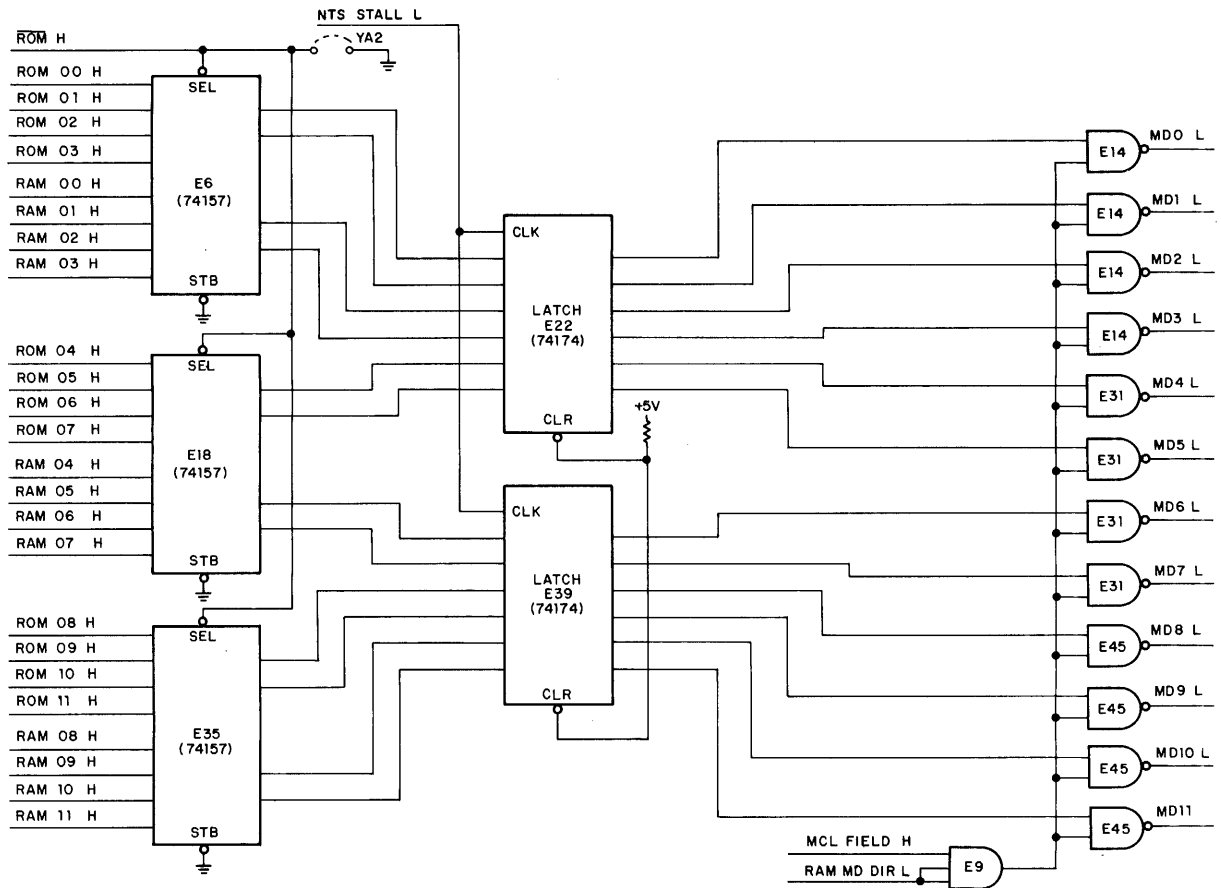 NTS STALL L
ROM H
YA2
ROM 00 H
ROM 01 H
ROM 02 H
ROM 03 H
RAM 00 H
RAM 01 H
RAM 02 H
RAM 03 H
SEL
E6
(74157)
STB
ROM 04 H
ROM 05 H
ROM 06 H
ROM 07 H
RAM 04 H
RAM 05 H
RAM 06 H
RAM 07 H
SEL
E18
(74157)
STB
ROM 08 H
ROM 09 H
ROM 10 H
ROM 11 H
RAM 08 H
RAM 09 H
RAM 10 H
RAM 11 H
SEL
E35
(74157)
STB
CLK
LATCH
E22
(74174)
CLR
+5V
CLK
LATCH
E39
(74174)
CLR
E14
MD0 L
E14
MD1 L
E14
MD2 L
E14
MD3 L
E31
MD4 L
E31
MD5 L
E31
MD6 L
E31
MD7 L
E45
MD8 L
E45
MD9 L
E45
MD10 L
E45
MD11
MCL FIELD H
RAM MD DIR L
E9